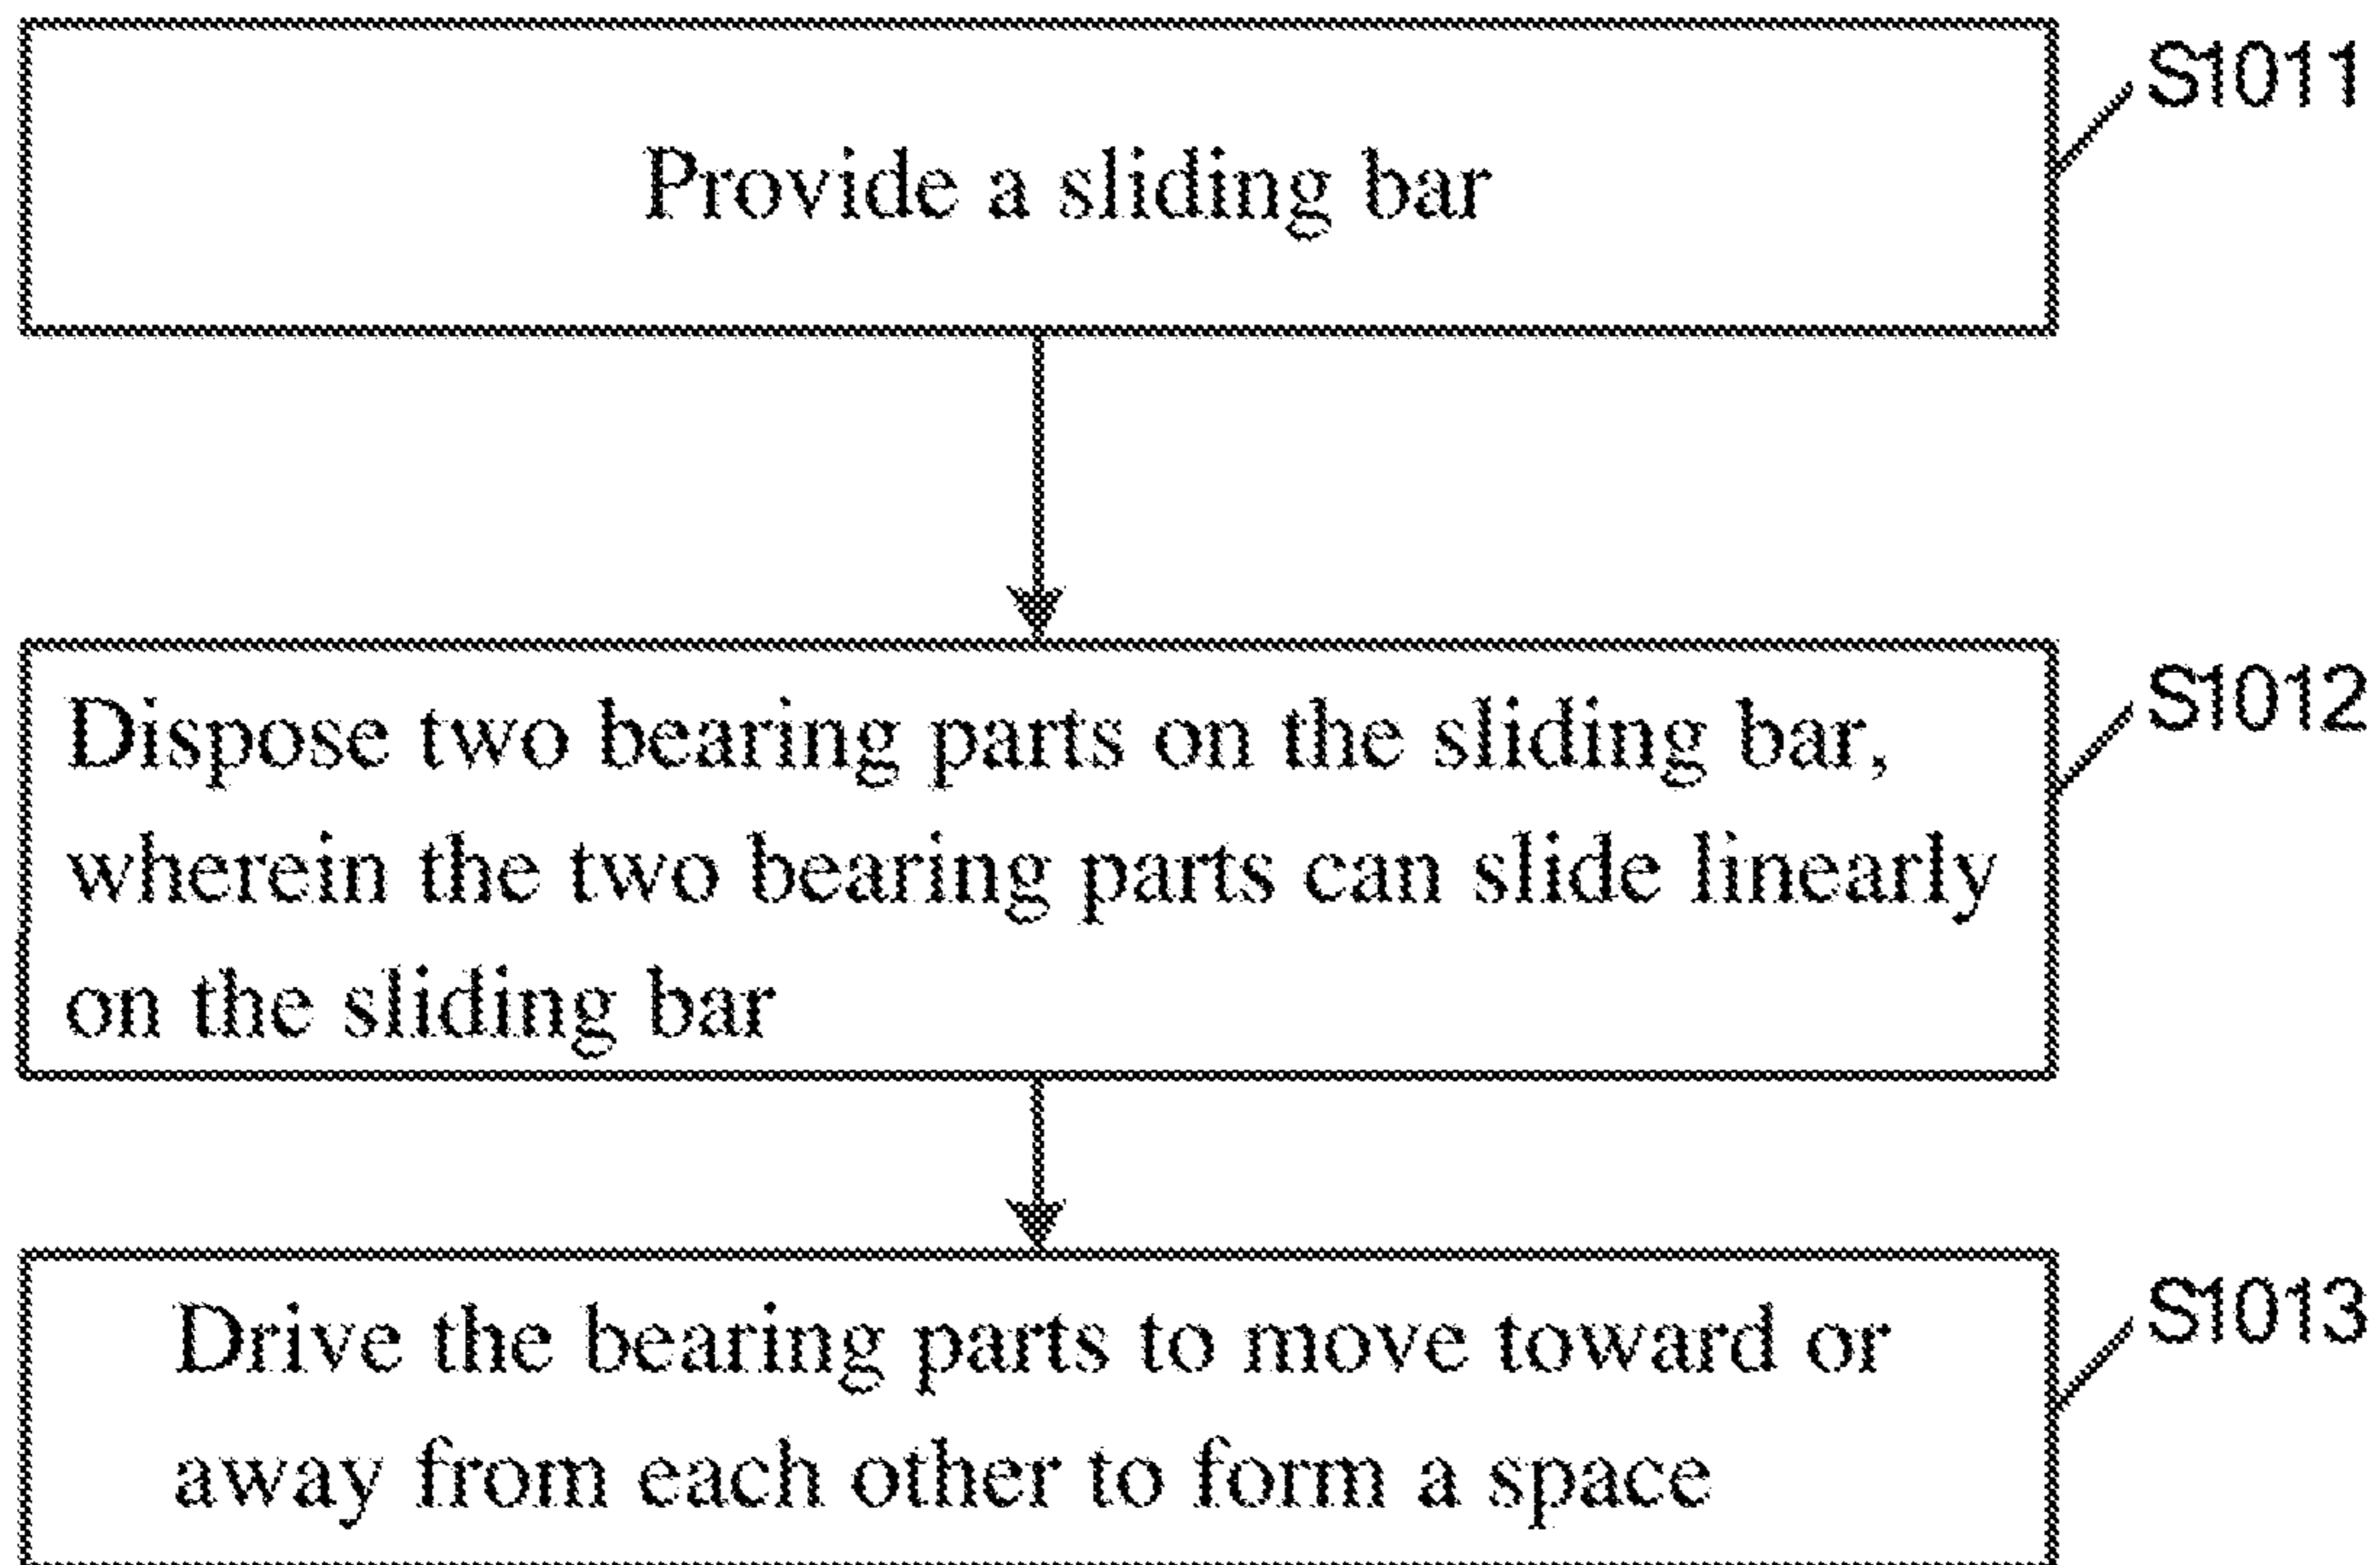 S1011
Provide a sliding bar
S1012
Dispose two bearing parts on the sliding bar,
wherein the two bearing parts can slide linearly
on the sliding bar
S1013
Drive the bearing parts to move toward or
away from each other to form a space